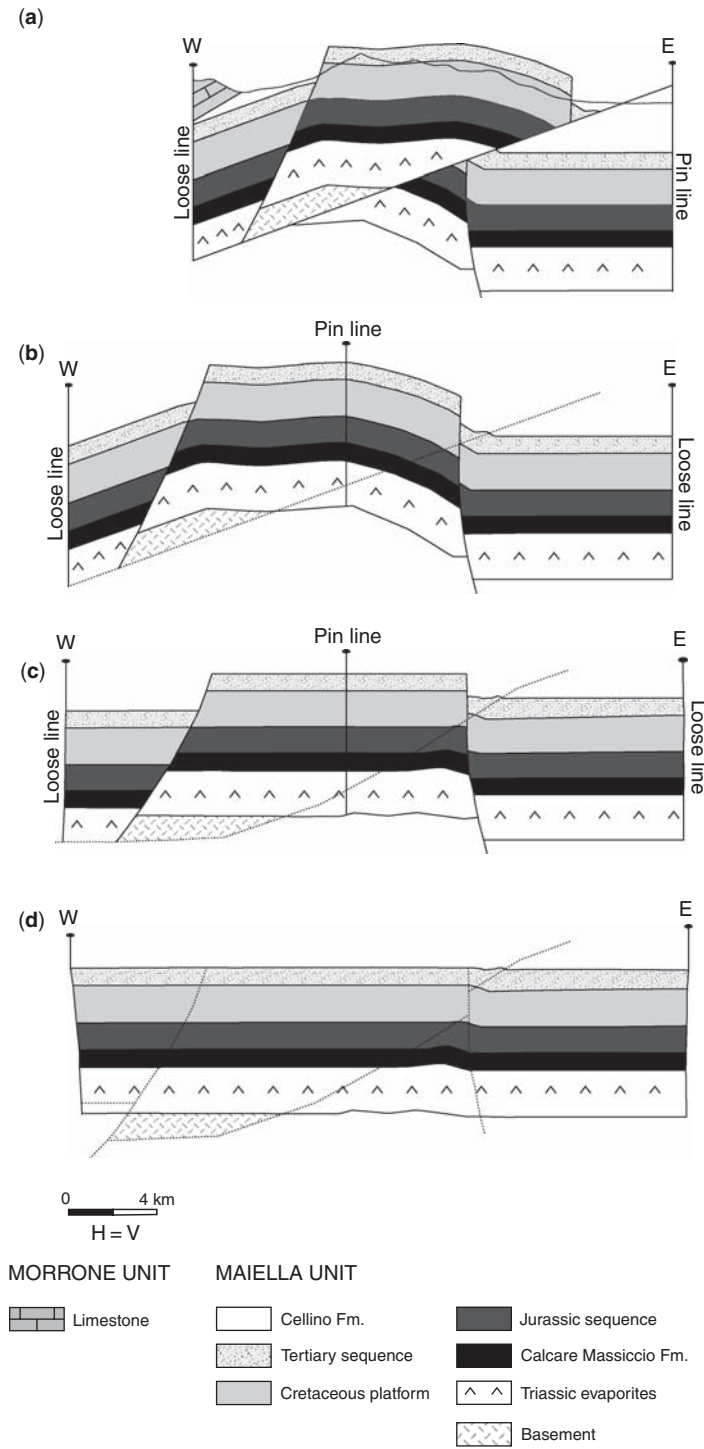 (a)
W
E
Loose line
Pin line
Pin line
(b)
W
E
Loose line
Loose line
Pin line
(c)
W
E
Loose line
Loose line
(d)
W
E
0 4 km
H = V
MORRONE UNIT
MAIELLA UNIT
Limestone
Cellino Fm.
Jurassic sequence
Tertiary sequence
Calcare Massiccio Fm.
Cretaceous platform
Triassic evaporites
Basement